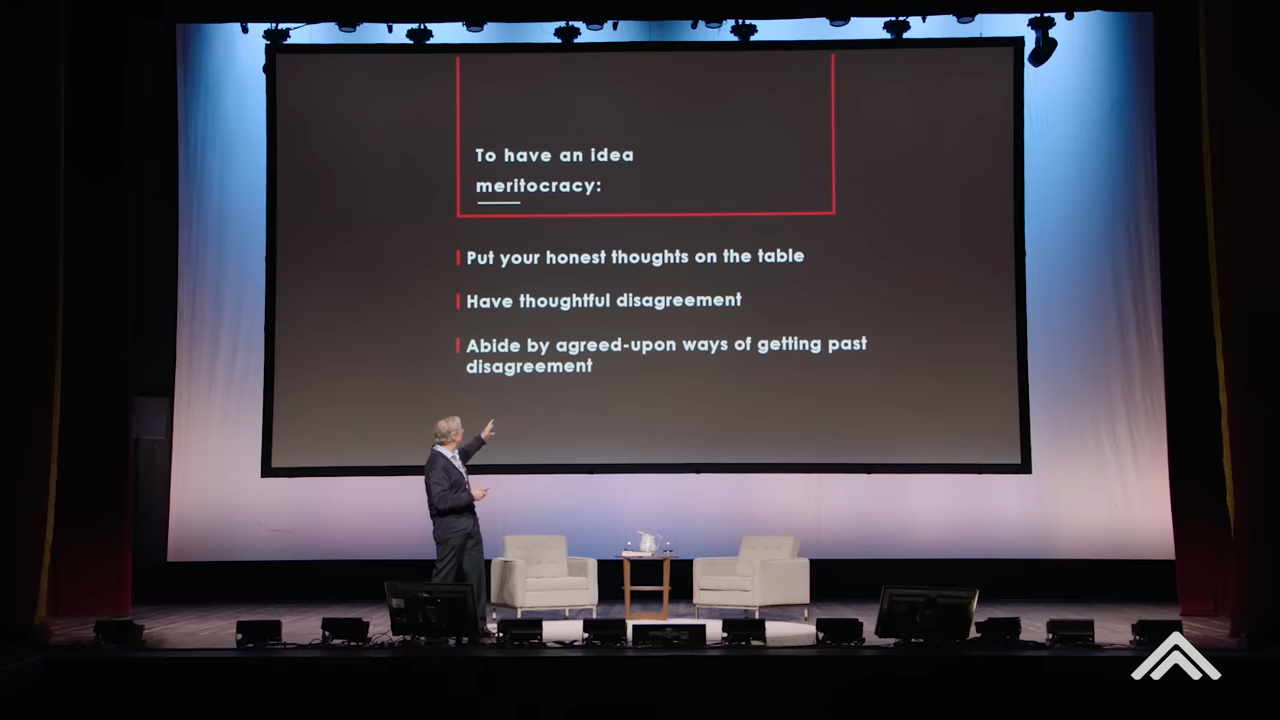 To have an idea
meritocracy:
Put your honest thoughts on the table
Have thoughtful disagreement
Abide by agreed-upon ways of getting past
disagreement